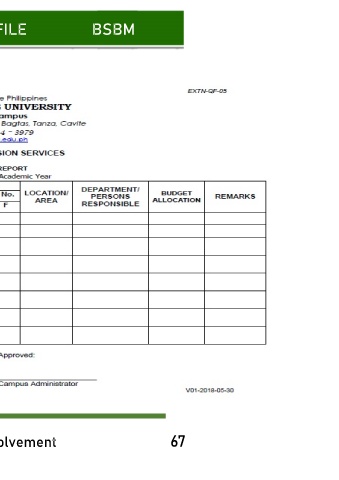 FILE BSBM
EXTN-QF-05
e Philippines
UNIVERSITY
ampus
Bagtas, Tanza, Cavite
4 – 3979
.edu.ph
SION SERVICES
REPORT
Academic Year
No. LOCATION/ AREA DEPARTMENT/ PERSONS RESPONSIBLE BUDGET ALLOCATION REMARKS
F
Approved:
Campus Administrator
V01-2018-05-30
olvement 67